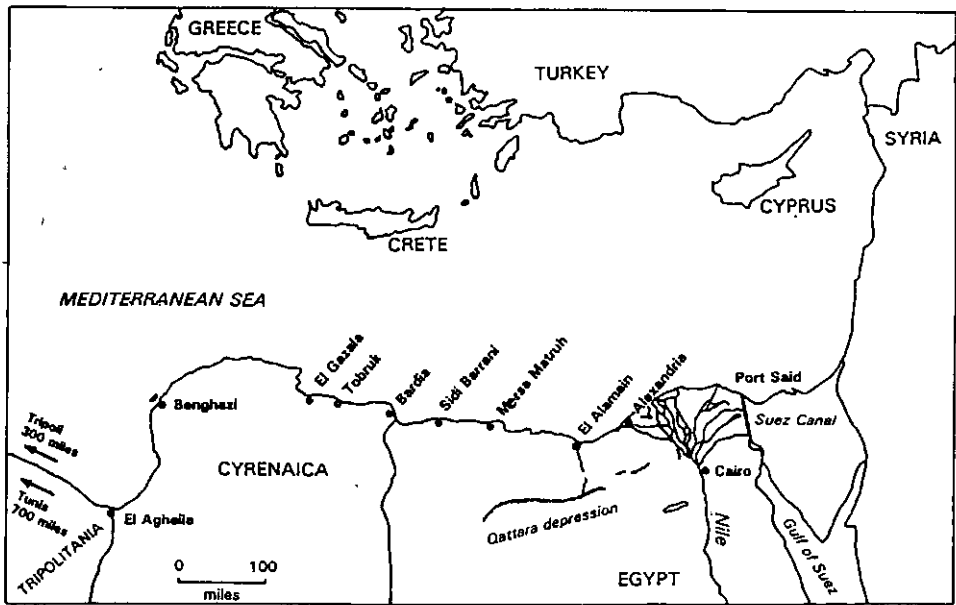 GREECE
TURKEY
SYRIA
CYPRUS
CRETE
MEDITERRANEAN SEA
El Gazala
Tobruk
Bardia
Sidi Barrani
Mersa Matruh
El Alamain
Alexandria
Port Said
Suez Canal
Benghazi
Tripoli
300 miles
Tunis
700 miles
CYRENAICA
Cairo
El Agheila
Qattara depression
Nile
Gulf of Suez
TRIPOLITANIA
0 100
miles
EGYPT